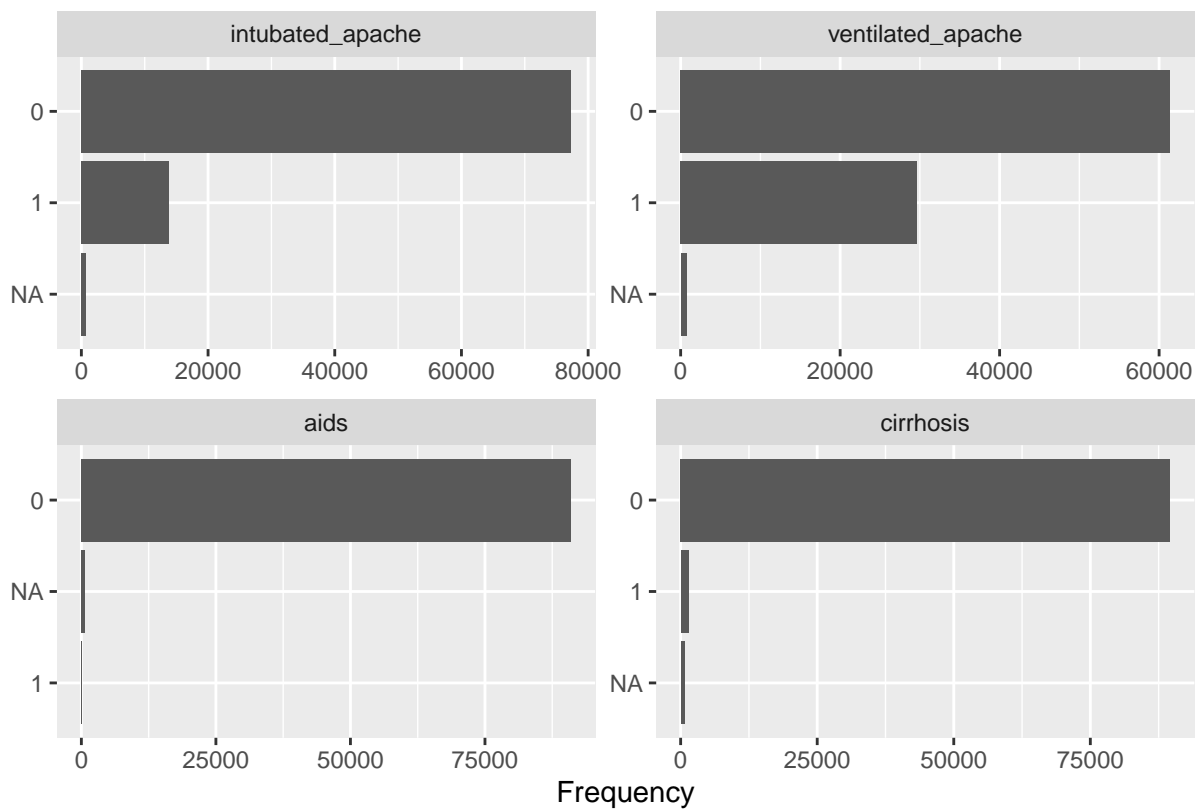 intubated_apache
ventilated_apache
0
1
NA
0
1
NA
0 20000 40000 60000 80000
0 20000 40000 60000
aids
cirrhosis
0
NA
1
0
1
NA
0 25000 50000 75000
0 25000 50000 75000
Frequency